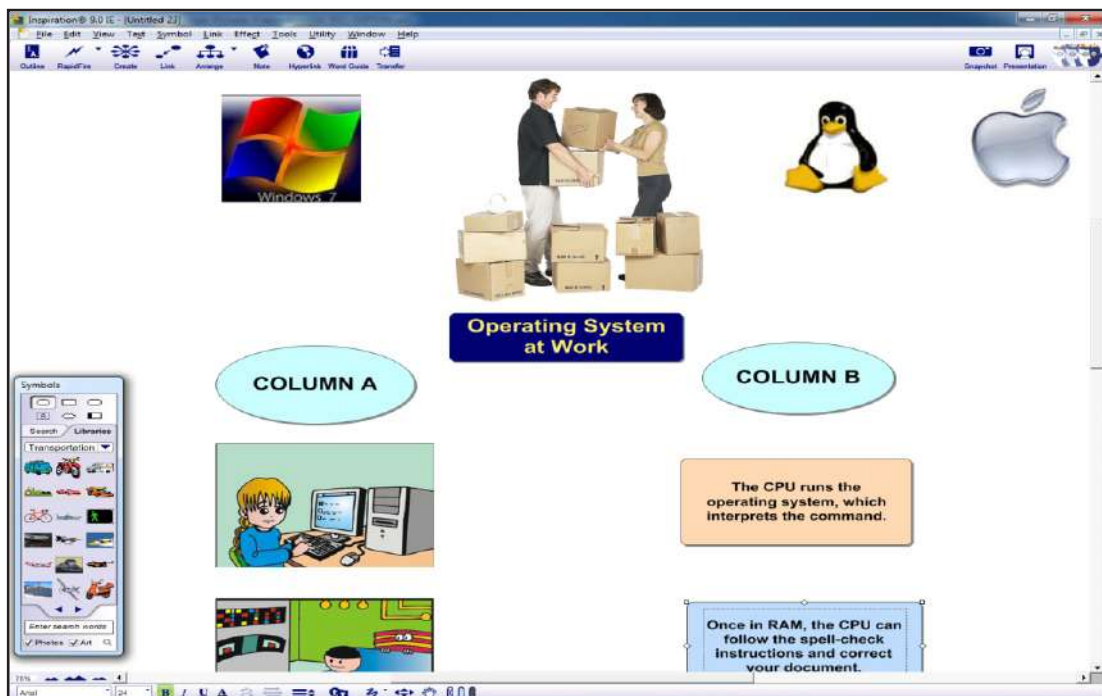 Inspiration® 9.0 IE - [Untitled 23]
File Edit View Text Symbol Link Effect Tools Utility Window Help
Outline RapidFire Create Link Arrange Note Hyperlink Word Guide Transfer Snapshot Presentation
Windows 7
Operating System
at Work
COLUMN A
COLUMN B
The CPU runs the
operating system, which
interprets the command.
Once in RAM, the CPU can
follow the spell-check
instructions and correct
your document.
Symbols
Search Libraries
Transportation
Enter search words
Photos Art
76%
Arial 24 B I U A